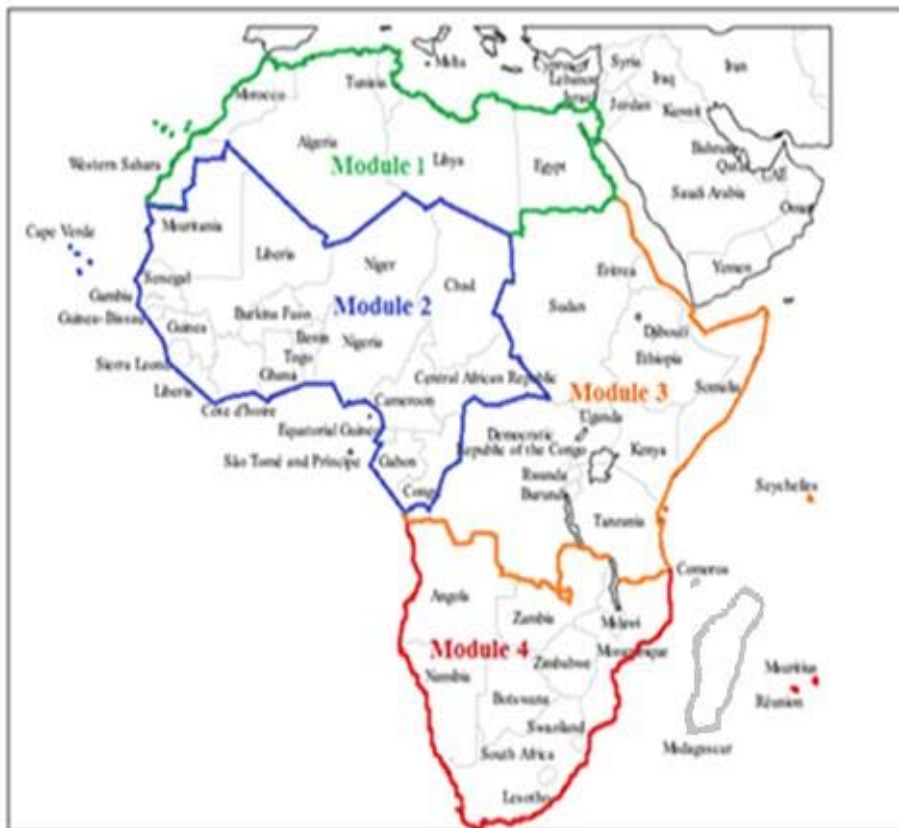 Malta
Cyprus
Syria
Lebanon
Iraq
Iran
Israel
Jordan
Kuwait
Morocco
Tunisia
Bahrain
Qatar
UAE
Algeria
Module 1
Libya
Egypt
Western Sahara
Saudi Arabia
Oman
Mauritania
Cape Verde
Liberia
Niger
Eritrea
Yemen
Senegal
Chad
Gambia
Module 2
Sudan
Guinea-Bissau
Guinea
Burkina Faso
Djibouti
Benin
Nigeria
Togo
Ethiopia
Sierra Leone
Ghana
Central African Republic
Somalia
Liberia
Module 3
Cote d'Ivoire
Cameroon
Uganda
Equatorial Guinea
Democratic
Republic of the Congo
Kenya
São Tomé and Príncipe
Gabon
Rwanda
Seychelles
Congo
Burundi
Tanzania
Comoros
Angola
Zambia
Malawi
Module 4
Mozambique
Zimbabwe
Mauritius
Namibia
Botswana
Réunion
Swaziland
South Africa
Madagascar
Lesotho